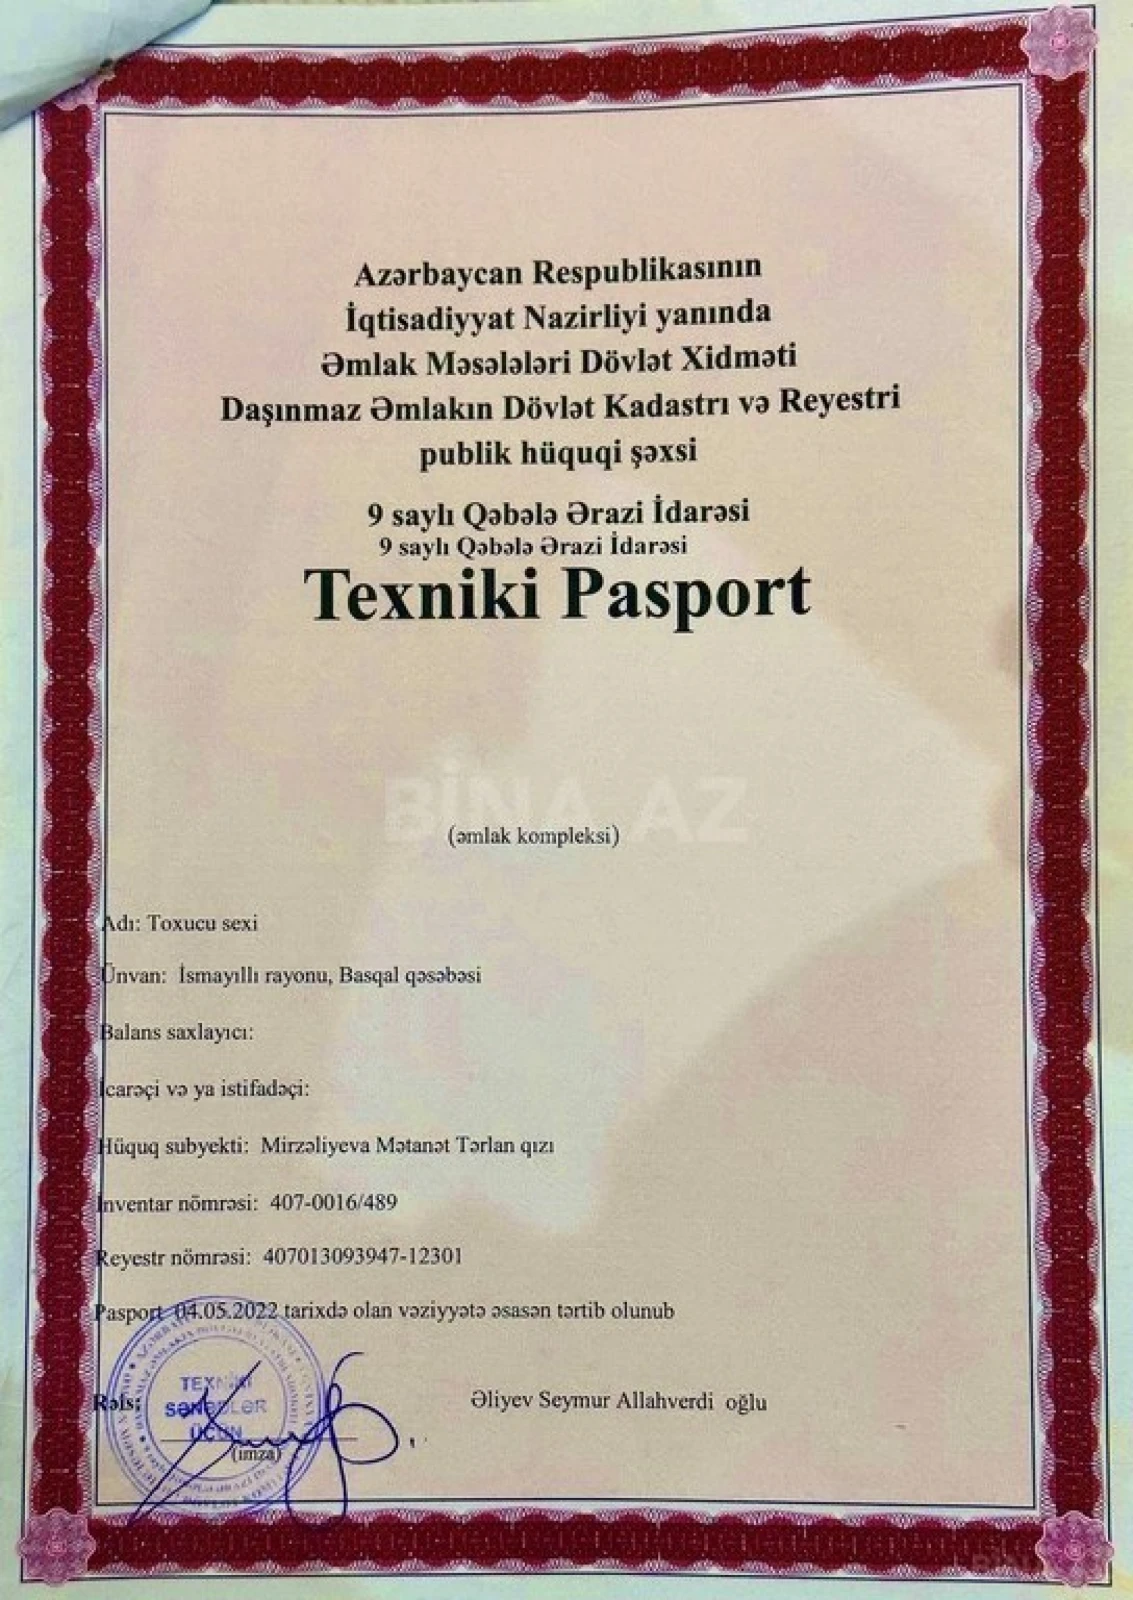 Azərbaycan Respublikasının
İqtisadiyyat Nazirliyi yanında
Əmlak Məsələləri Dövlət Xidməti
Daşınmaz Əmlakın Dövlət Kadastrı və Reyestri
publik hüquqi şəxsi
9 saylı Qəbələ Ərazi İdarəsi
9 saylı Qəbələ Ərazi İdarəsi
Texniki Pasport
BİNA.AZ
(əmlak kompleksi)
Adı: Toxucu sexi
Ünvan: İsmayıllı rayonu, Basqal qəsəbəsi
Balans saxlayıcı:
İcarəçi və ya istifadəçi:
Hüquq subyekti: Mirzəliyeva Mətanət Tərlan qızı
İnventar nömrəsi: 407-0016/489
Reyestr nömrəsi: 407013093947-12301
Pasport 04.05.2022 tarixdə olan vəziyyətə əsasən tərtib olunub
Rəis: Əliyev Seymur Allahverdi oğlu
(imza)
TEXNİKİ
SƏNƏDLƏR
ÜÇÜN